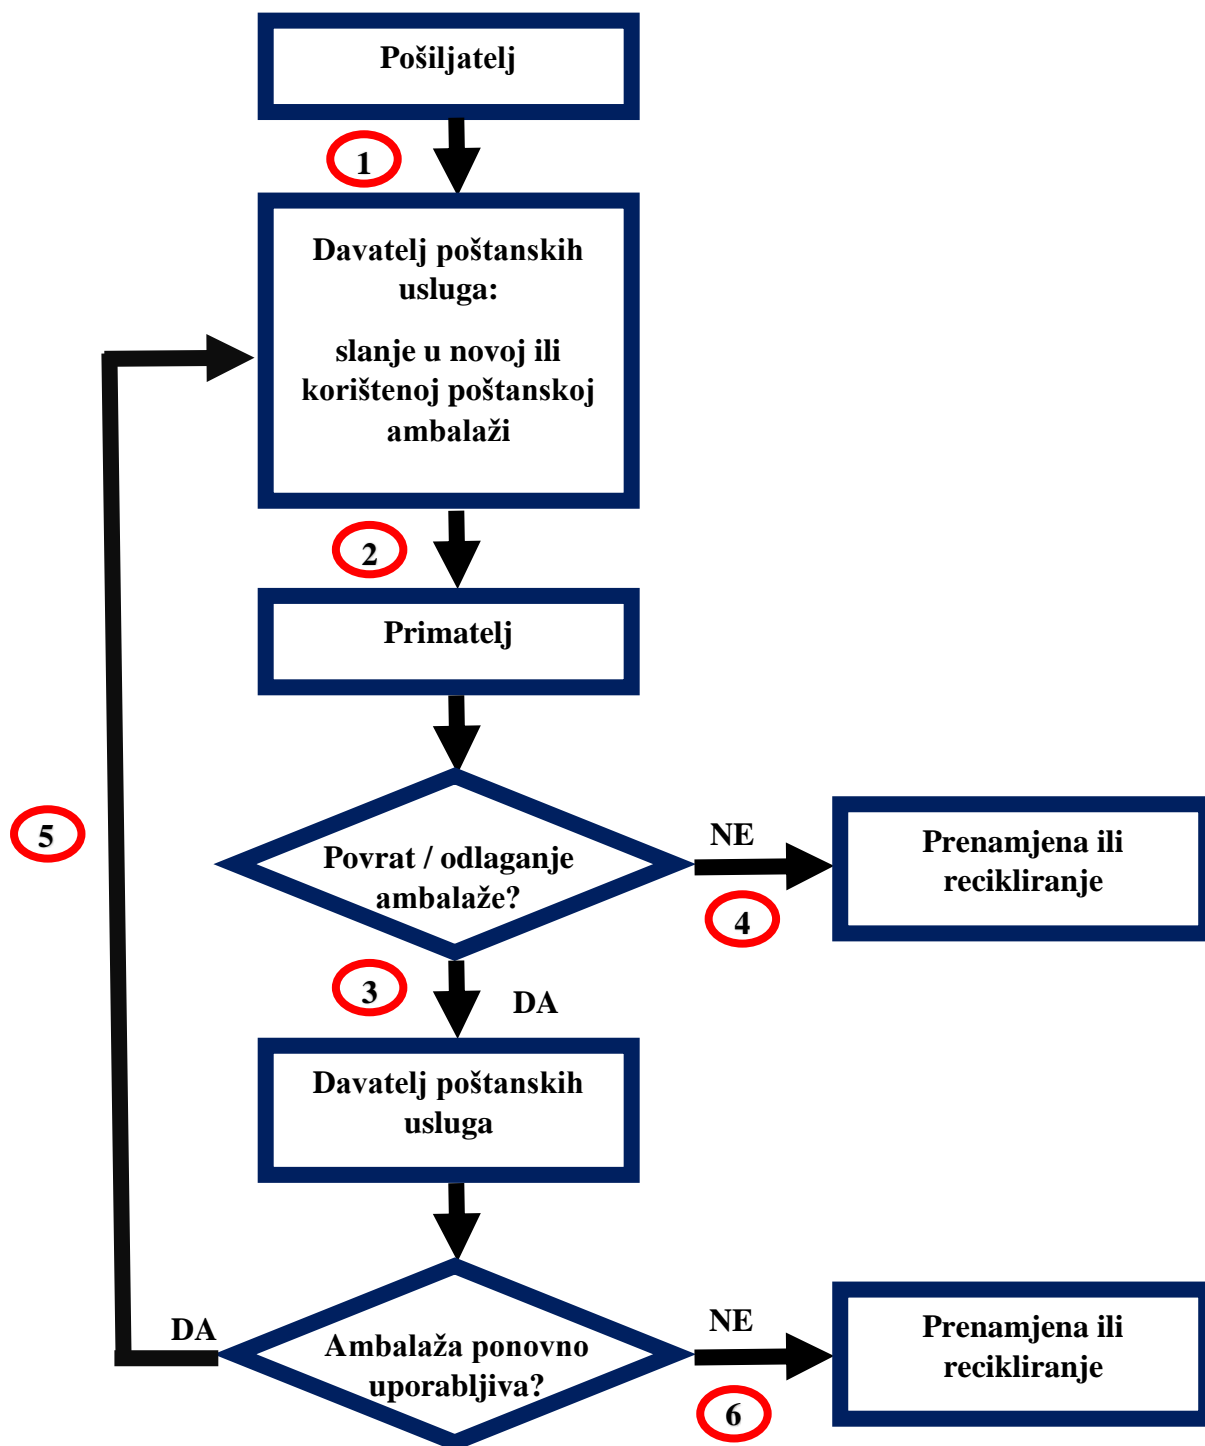 Pošiljatelj
1
Davatelj poštanskih
usluga:
slanje u novoj ili
korištenoj poštanskoj
ambalaži
2
Primatelj
5
Povrat / odlaganje
ambalaže?
NE
4
Prenamjena ili
recikliranje
3
DA
Davatelj poštanskih
usluga
DA
Ambalaža ponovno
uporabljiva?
NE
6
Prenamjena ili
recikliranje